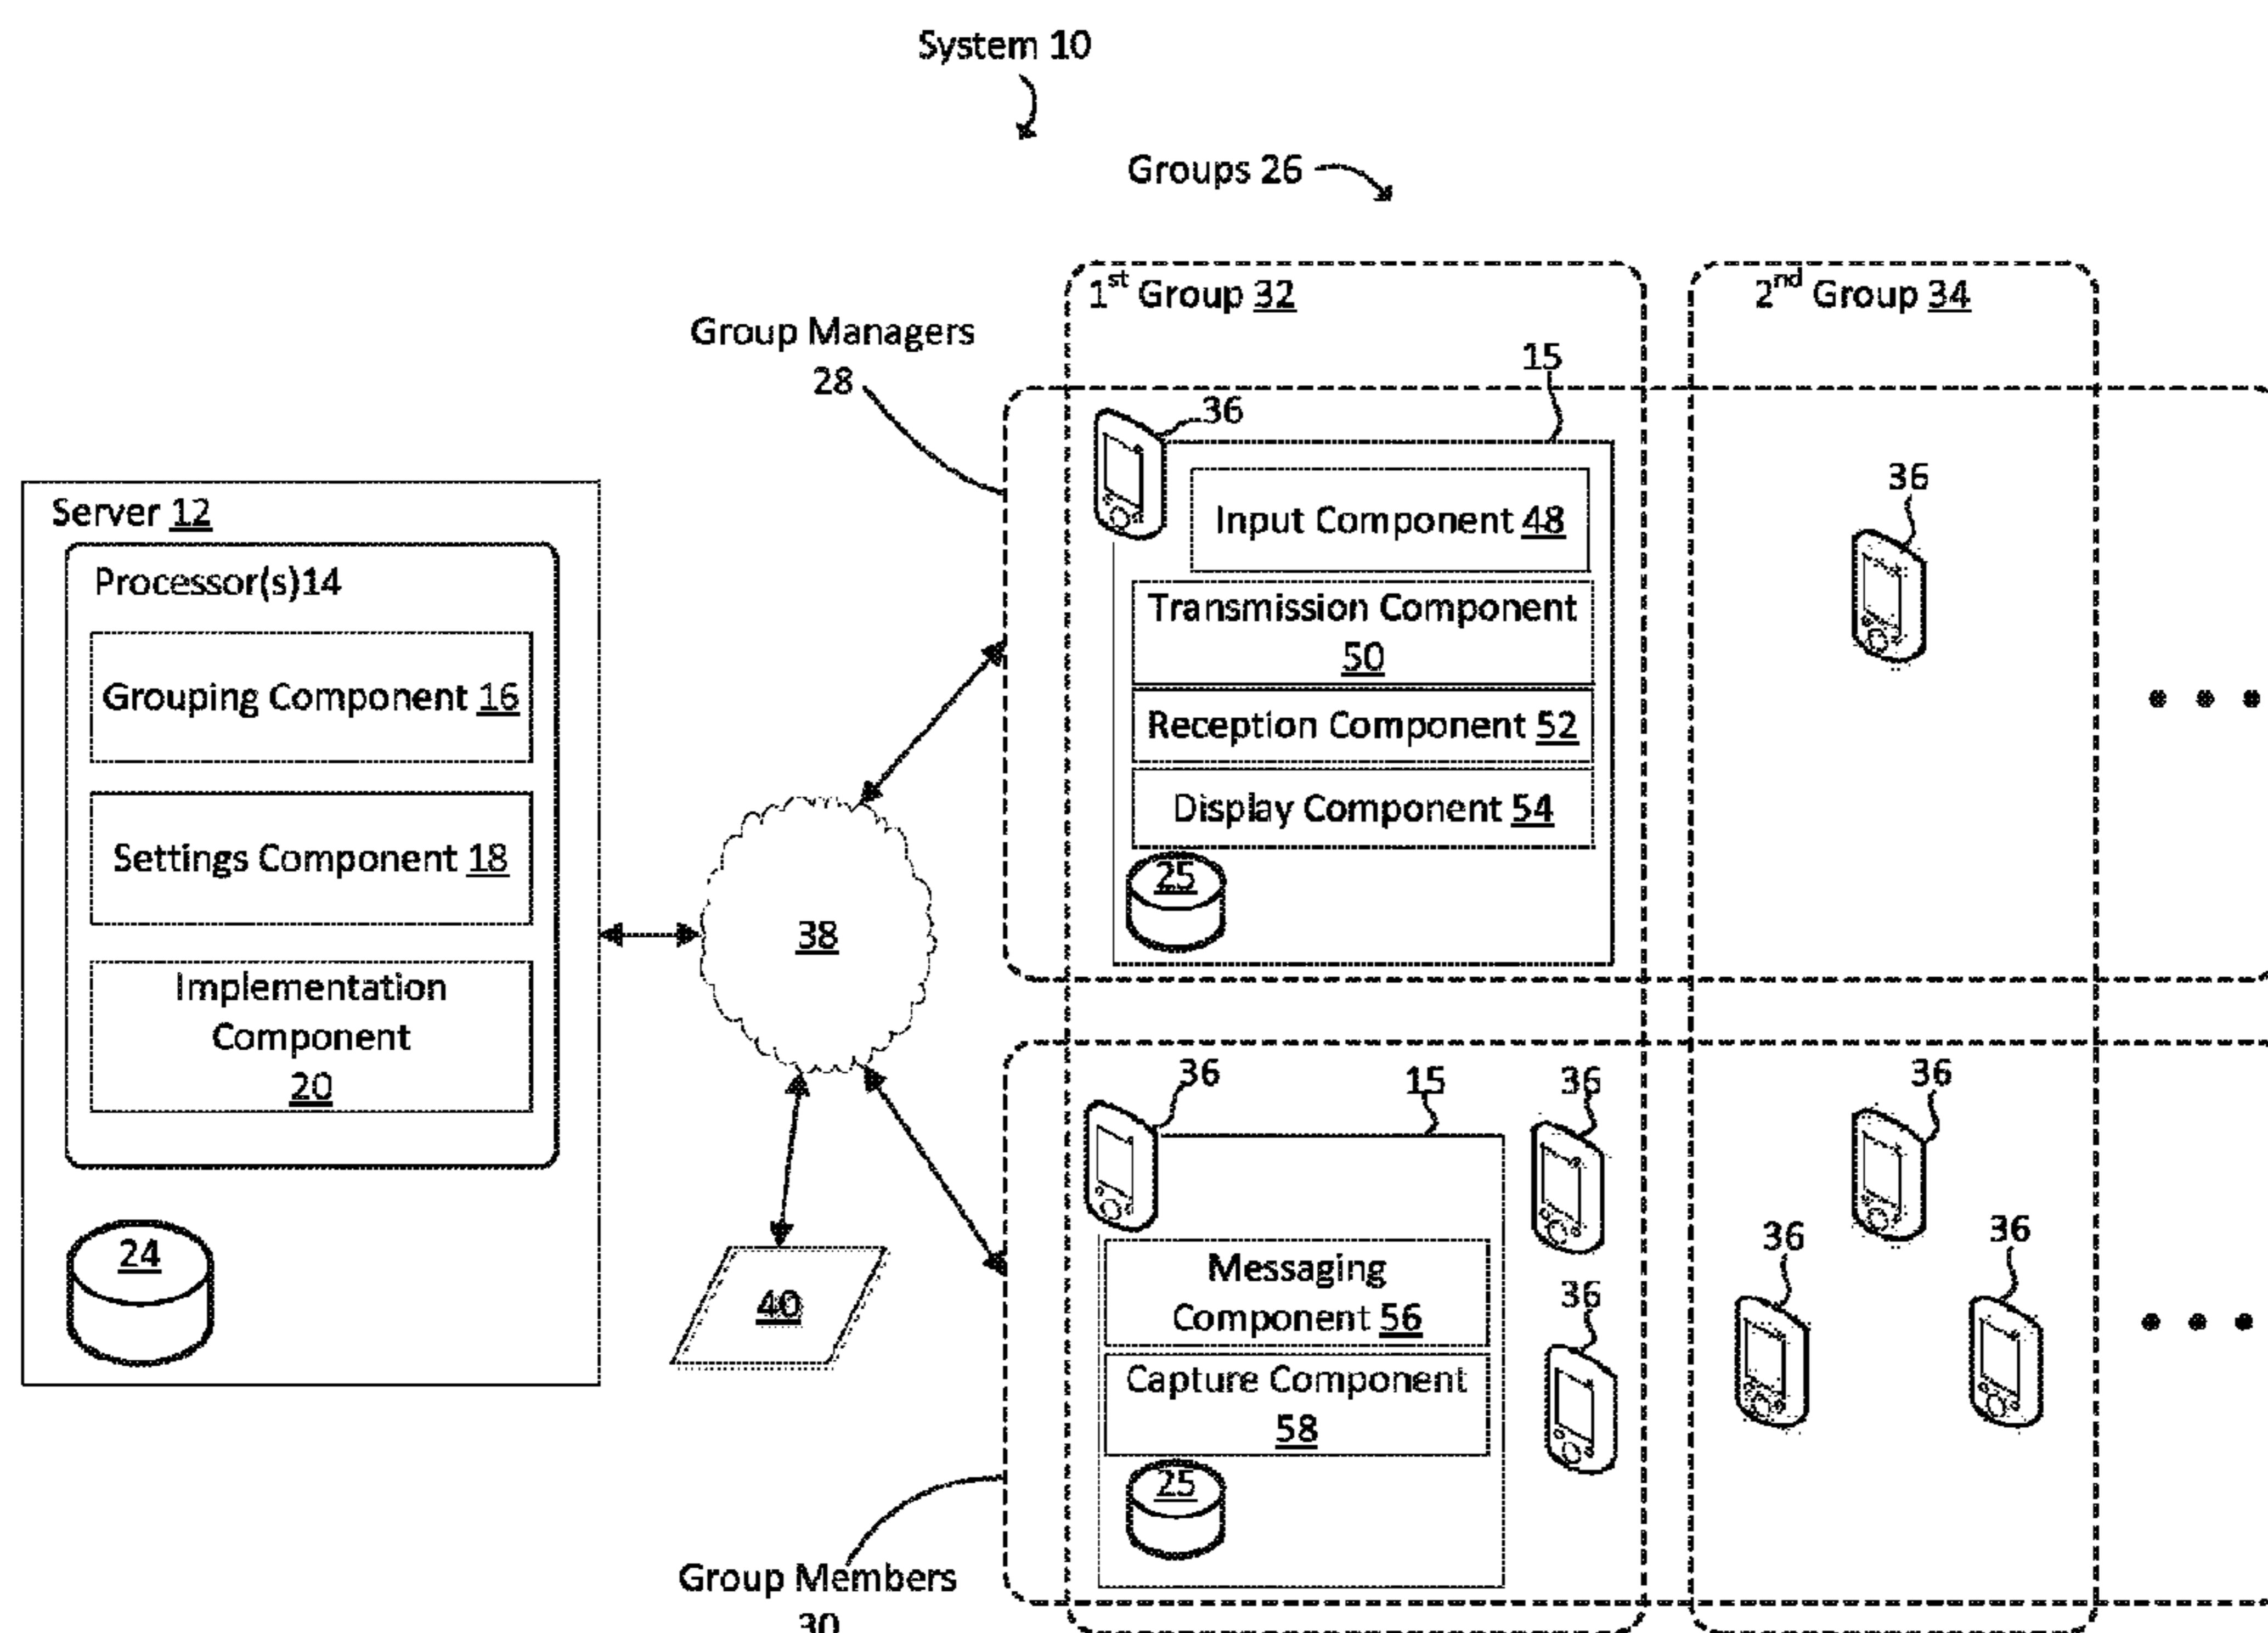 System 10
Groups 26
1st Group 32
2nd Group 34
Group Managers
28
15
36
Input Component 48
Transmission Component
50
Reception Component 52
Display Component 54
25
36
Server 12
Processor(s)14
Grouping Component 16
Settings Component 18
Implementation
Component
20
24
38
40
36
15
36
Messaging
Component 56
Capture Component
58
25
36
36
36
36
Group Members
30